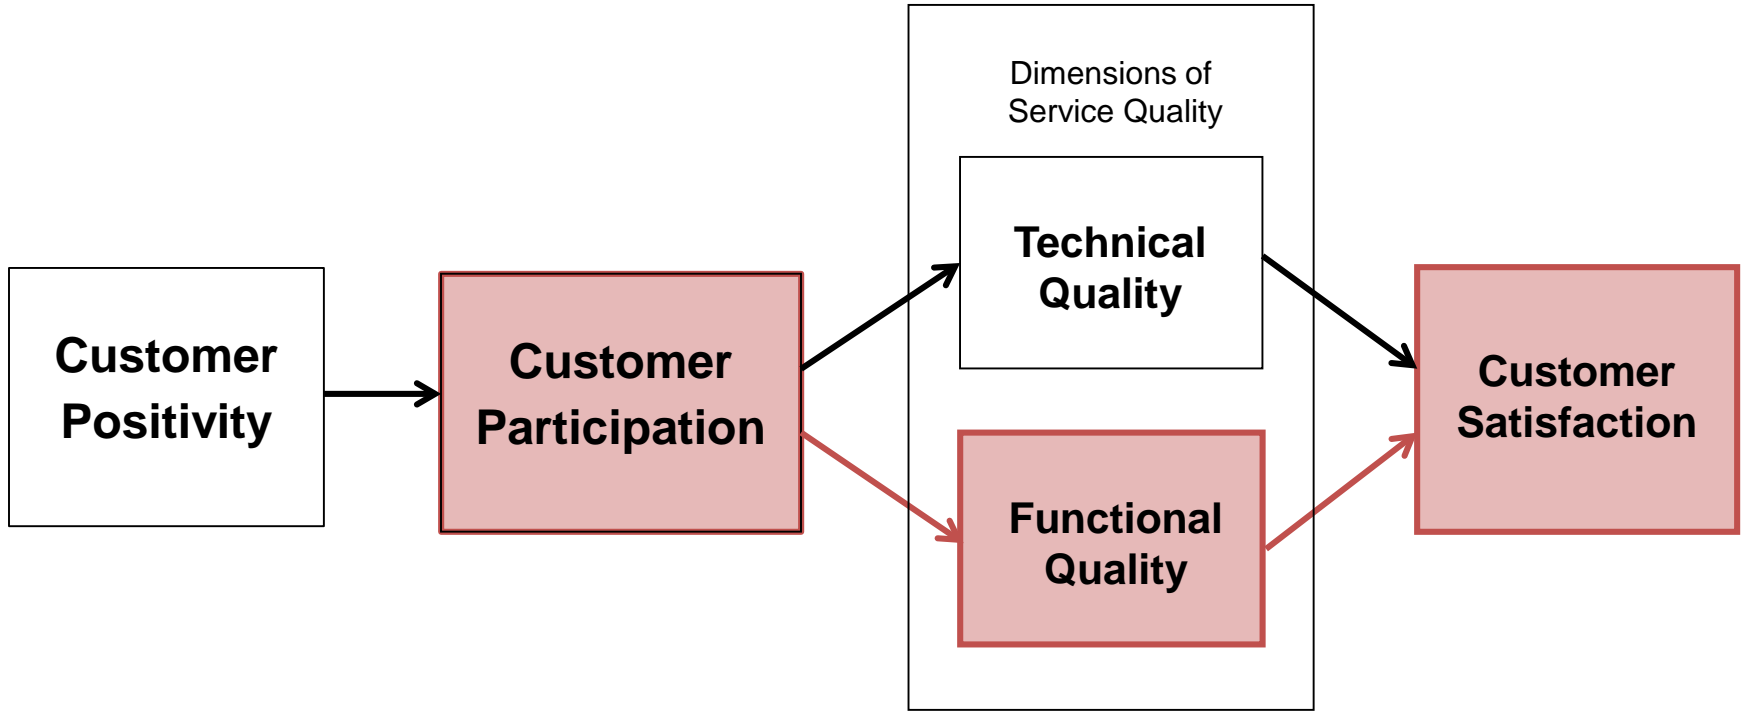 Dimensions of
Service Quality
Technical
Quality
Customer
Positivity
Customer
Participation
Customer
Satisfaction
Functional
Quality